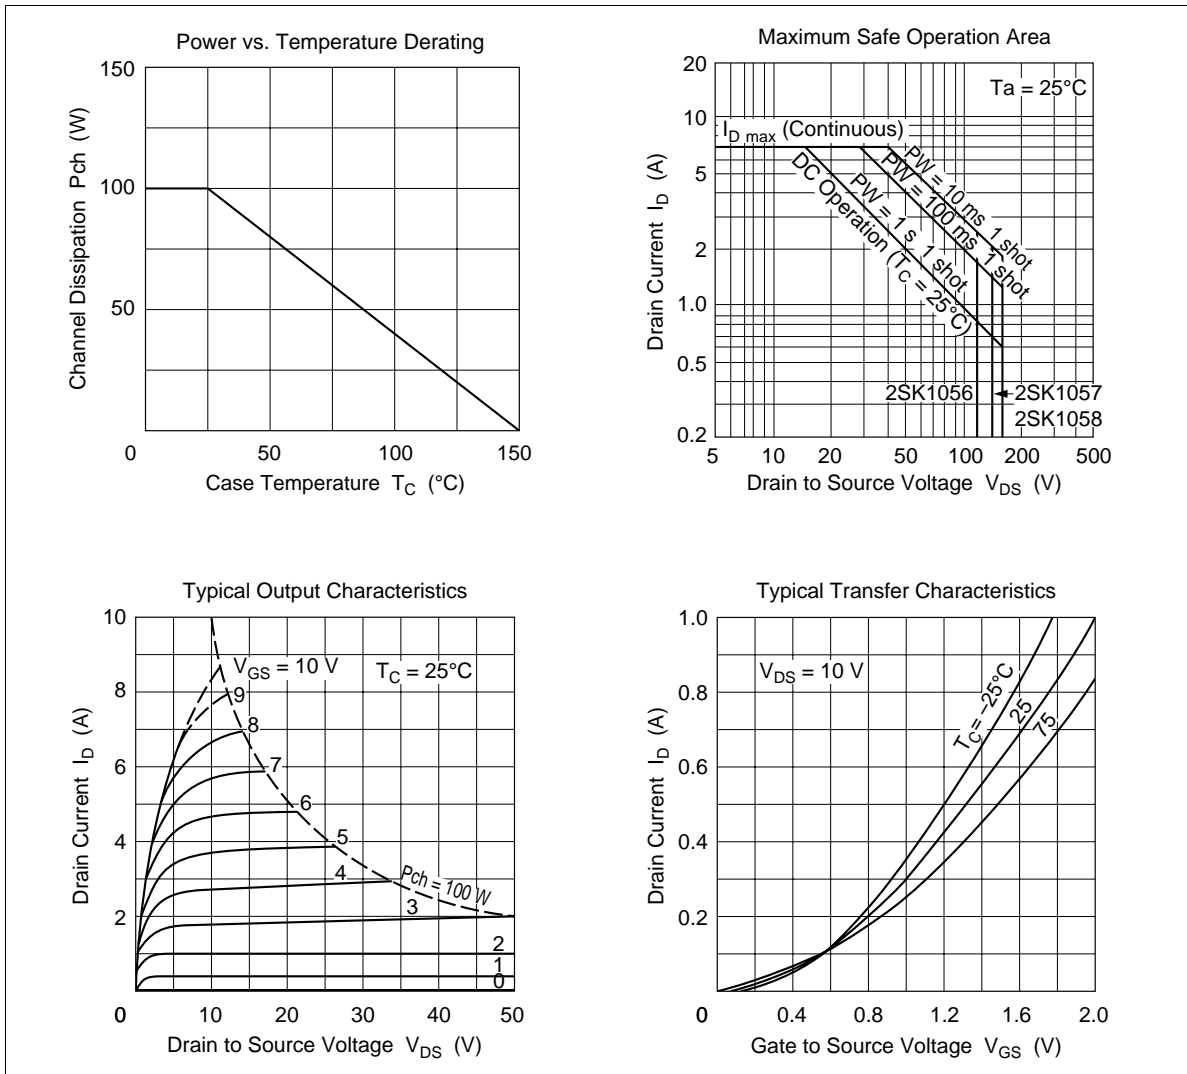 Power vs. Temperature Derating
150
100
50
0
50
100
150
Channel Dissipation Pch (W)
Case Temperature TC (°C)
Maximum Safe Operation Area
20
10
5
2
1.0
0.5
0.2
5
10
20
50
100
200
500
Drain Current ID (A)
Drain to Source Voltage VDS (V)
Ta = 25°C
ID max (Continuous)
PW = 10 ms 1 shot
PW = 100 ms 1 shot
PW = 1 s 1 shot
DC Operation (TC = 25°C)
2SK1056
2SK1057
2SK1058
Typical Output Characteristics
10
8
6
4
2
0
10
20
30
40
50
Drain Current ID (A)
Drain to Source Voltage VDS (V)
VGS = 10 V
TC = 25°C
9
8
7
6
5
4
3
2
1
0
Pch = 100 W
Typical Transfer Characteristics
1.0
0.8
0.6
0.4
0.2
0
0.4
0.8
1.2
1.6
2.0
Drain Current ID (A)
Gate to Source Voltage VGS (V)
VDS = 10 V
TC = –25°C
25
75